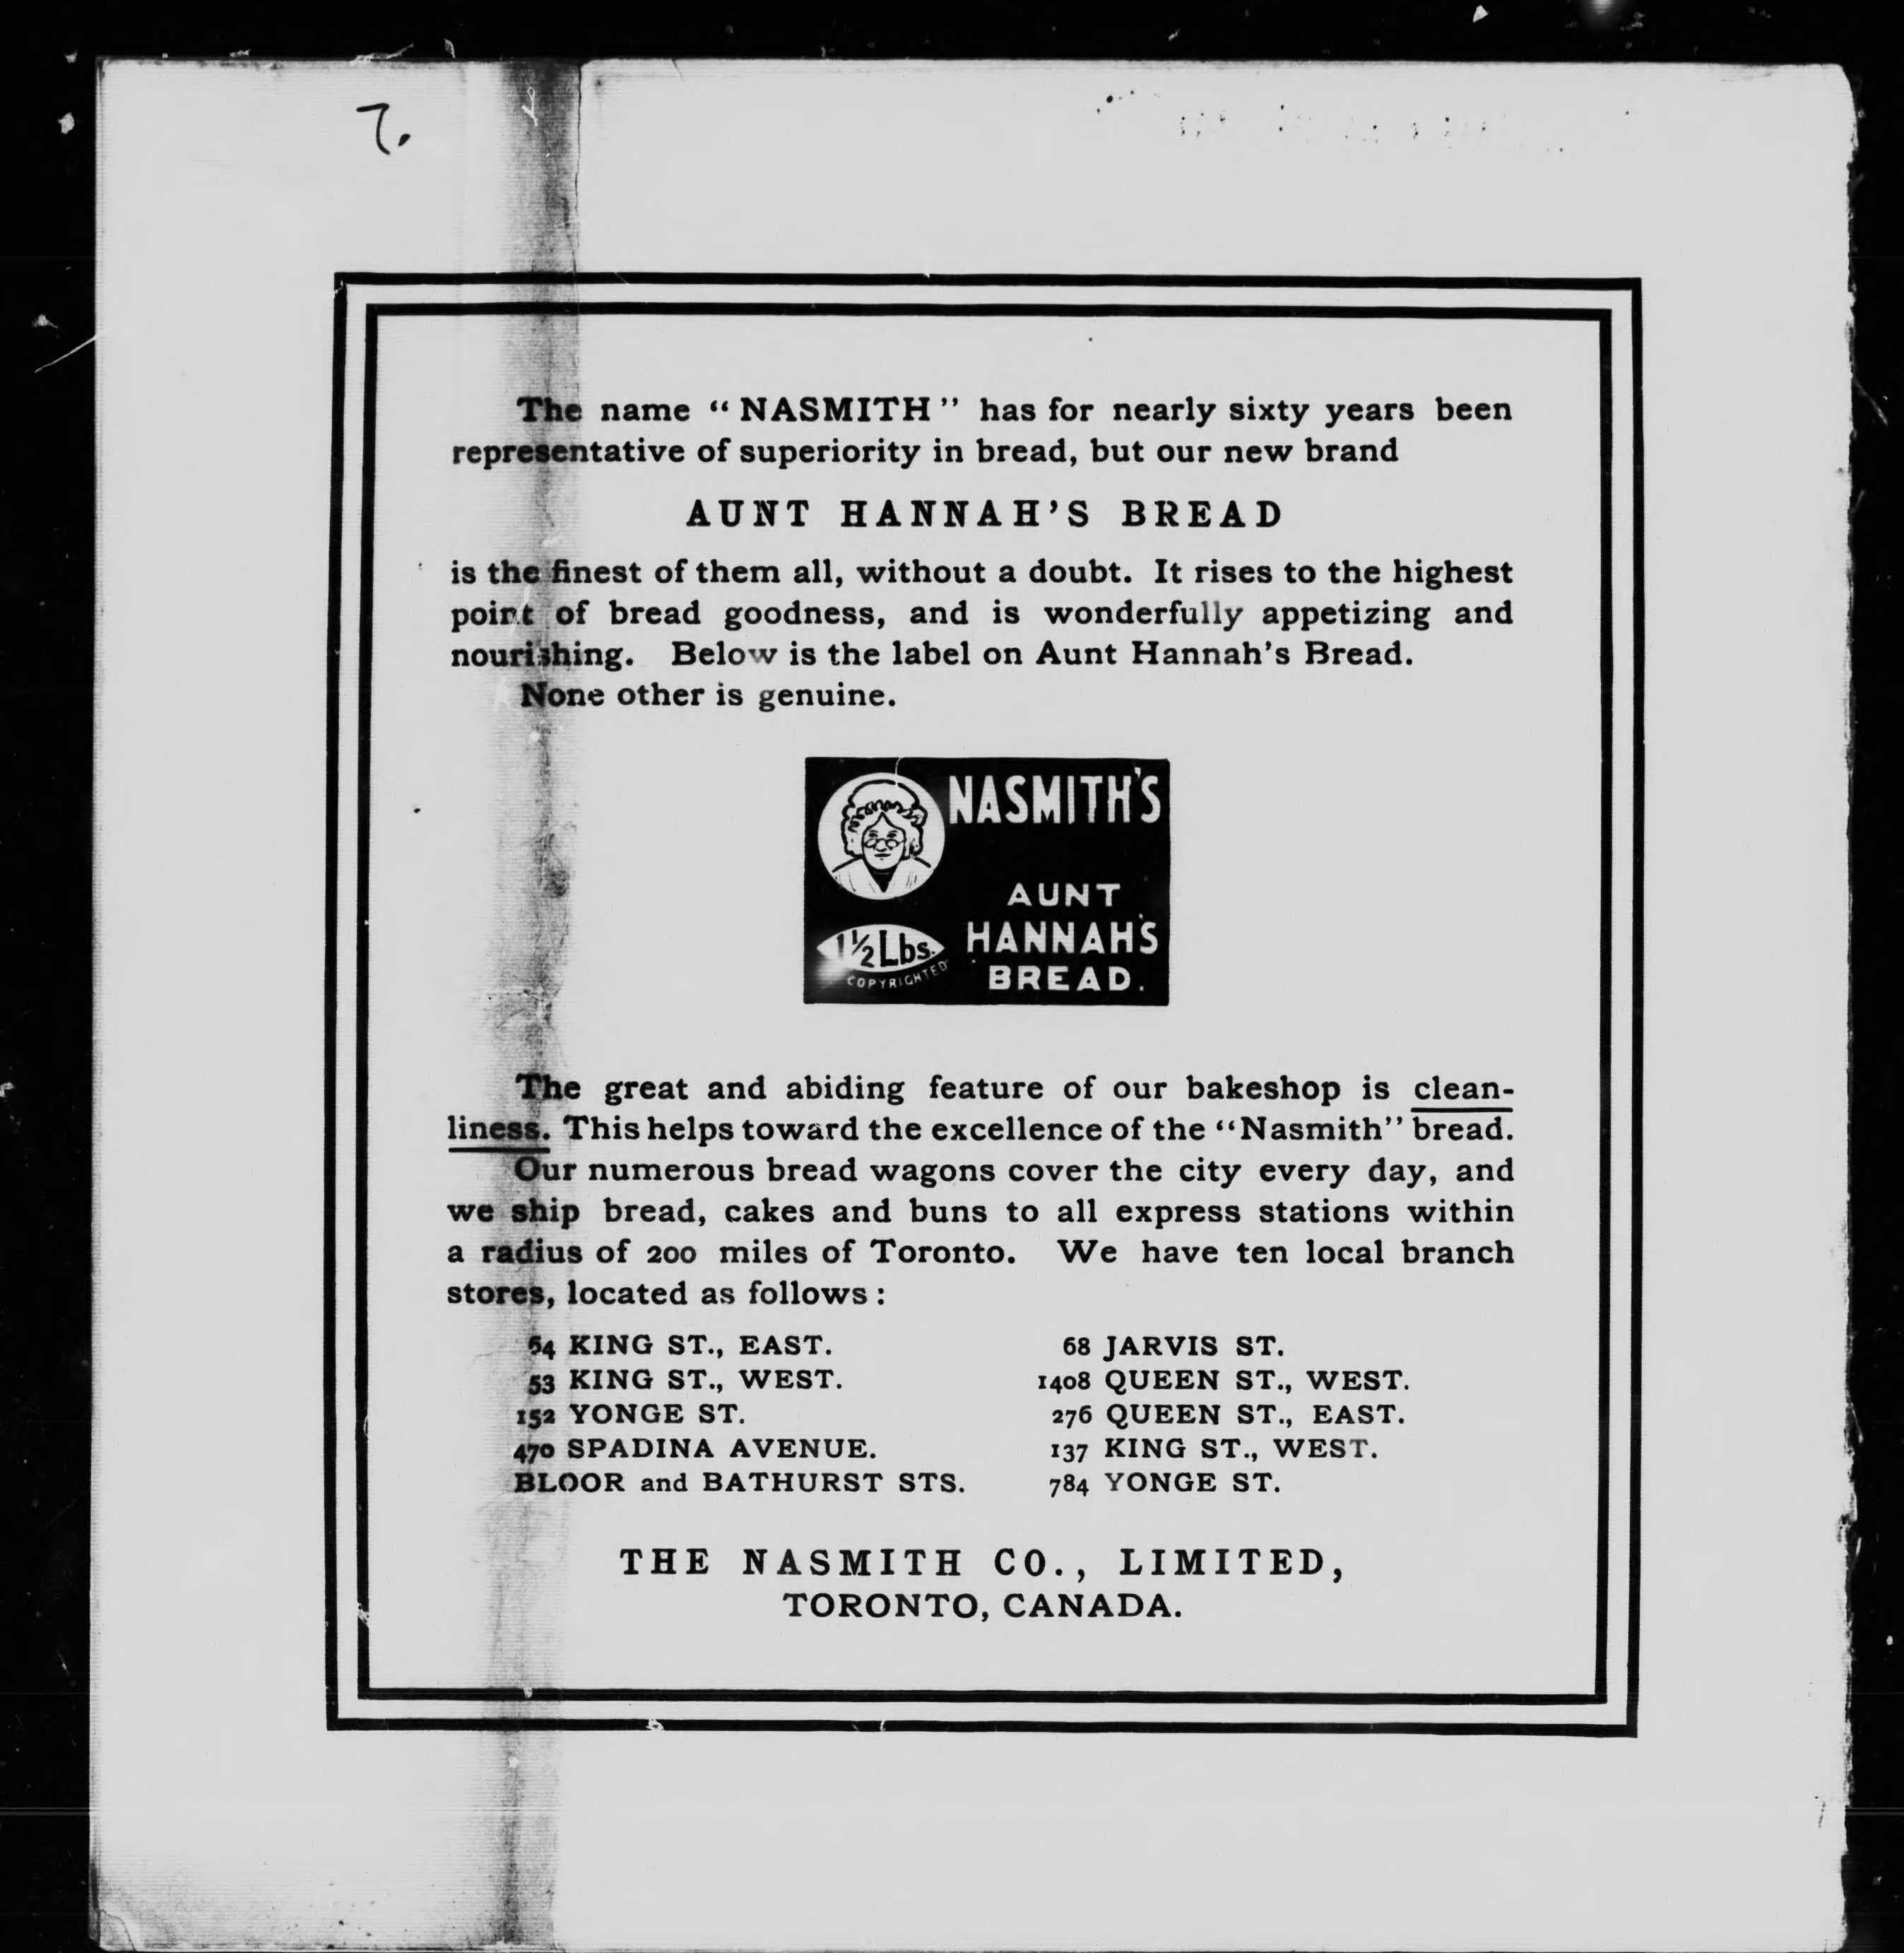 7.
The name "NASMITH" has for nearly sixty years been
representative of superiority in bread, but our new brand
AUNT HANNAH'S BREAD
is the finest of them all, without a doubt. It rises to the highest
point of bread goodness, and is wonderfully appetizing and
nourishing. Below is the label on Aunt Hannah's Bread.
None other is genuine.
NASMITH'S
AUNT
HANNAH'S
BREAD.
1½ Lbs.
COPYRIGHTED
The great and abiding feature of our bakeshop is clean-
liness. This helps toward the excellence of the "Nasmith" bread.
Our numerous bread wagons cover the city every day, and
we ship bread, cakes and buns to all express stations within
a radius of 200 miles of Toronto. We have ten local branch
stores, located as follows:
54 KING ST., EAST.
53 KING ST., WEST.
152 YONGE ST.
470 SPADINA AVENUE.
BLOOR and BATHURST STS.
68 JARVIS ST.
1408 QUEEN ST., WEST.
276 QUEEN ST., EAST.
137 KING ST., WEST.
784 YONGE ST.
THE NASMITH CO., LIMITED,
TORONTO, CANADA.